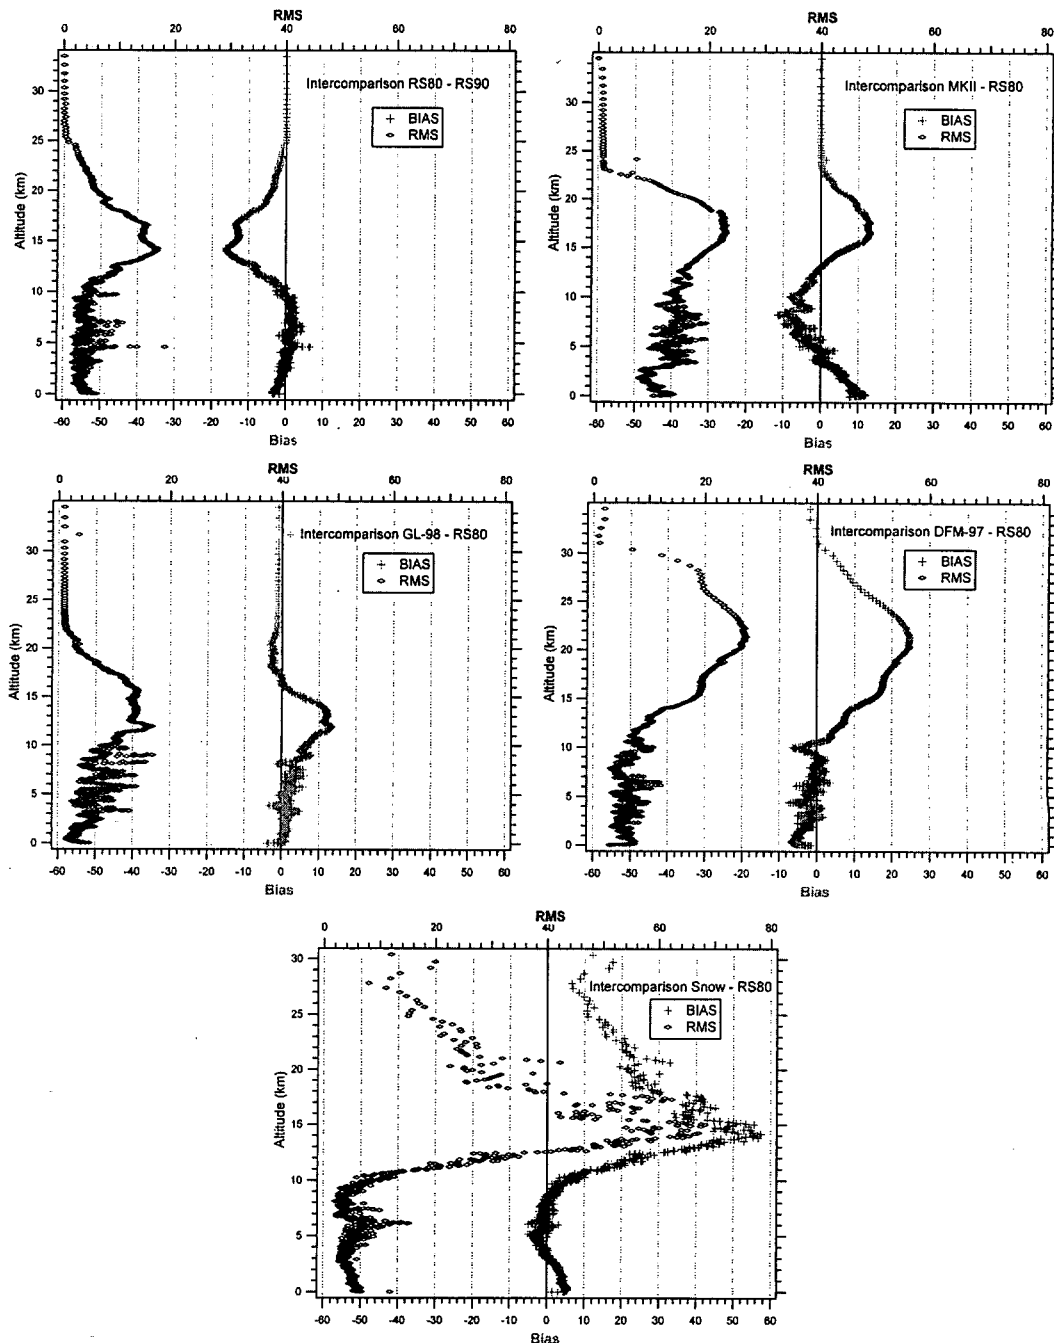 RMS
0 20 40 60 80
Intercomparison RS80 - RS90
BIAS
RMS
Altitude (km)
30
25
20
15
10
5
0
-60 -50 -40 -30 -20 -10 0 10 20 30 40 50 60
Bias
RMS
0 20 40 60 80
Intercomparison MKII - RS80
BIAS
RMS
Altitude (km)
30
25
20
15
10
5
0
-60 -50 -40 -30 -20 -10 0 10 20 30 40 50 60
Bias
RMS
0 20 40 60 80
Intercomparison GL-98 - RS80
BIAS
RMS
Altitude (km)
30
25
20
15
10
5
0
-60 -50 -40 -30 -20 -10 0 10 20 30 40 50 60
Bias
RMS
0 20 40 60 80
Intercomparison DFM-97 - RS80
BIAS
RMS
Altitude (km)
30
25
20
15
10
5
0
-60 -50 -40 -30 -20 -10 0 10 20 30 40 50 60
Bias
RMS
0 20 40 60 80
Intercomparison Snow - RS80
BIAS
RMS
Altitude (km)
30
25
20
15
10
5
0
-60 -50 -40 -30 -20 -10 0 10 20 30 40 50 60
Bias